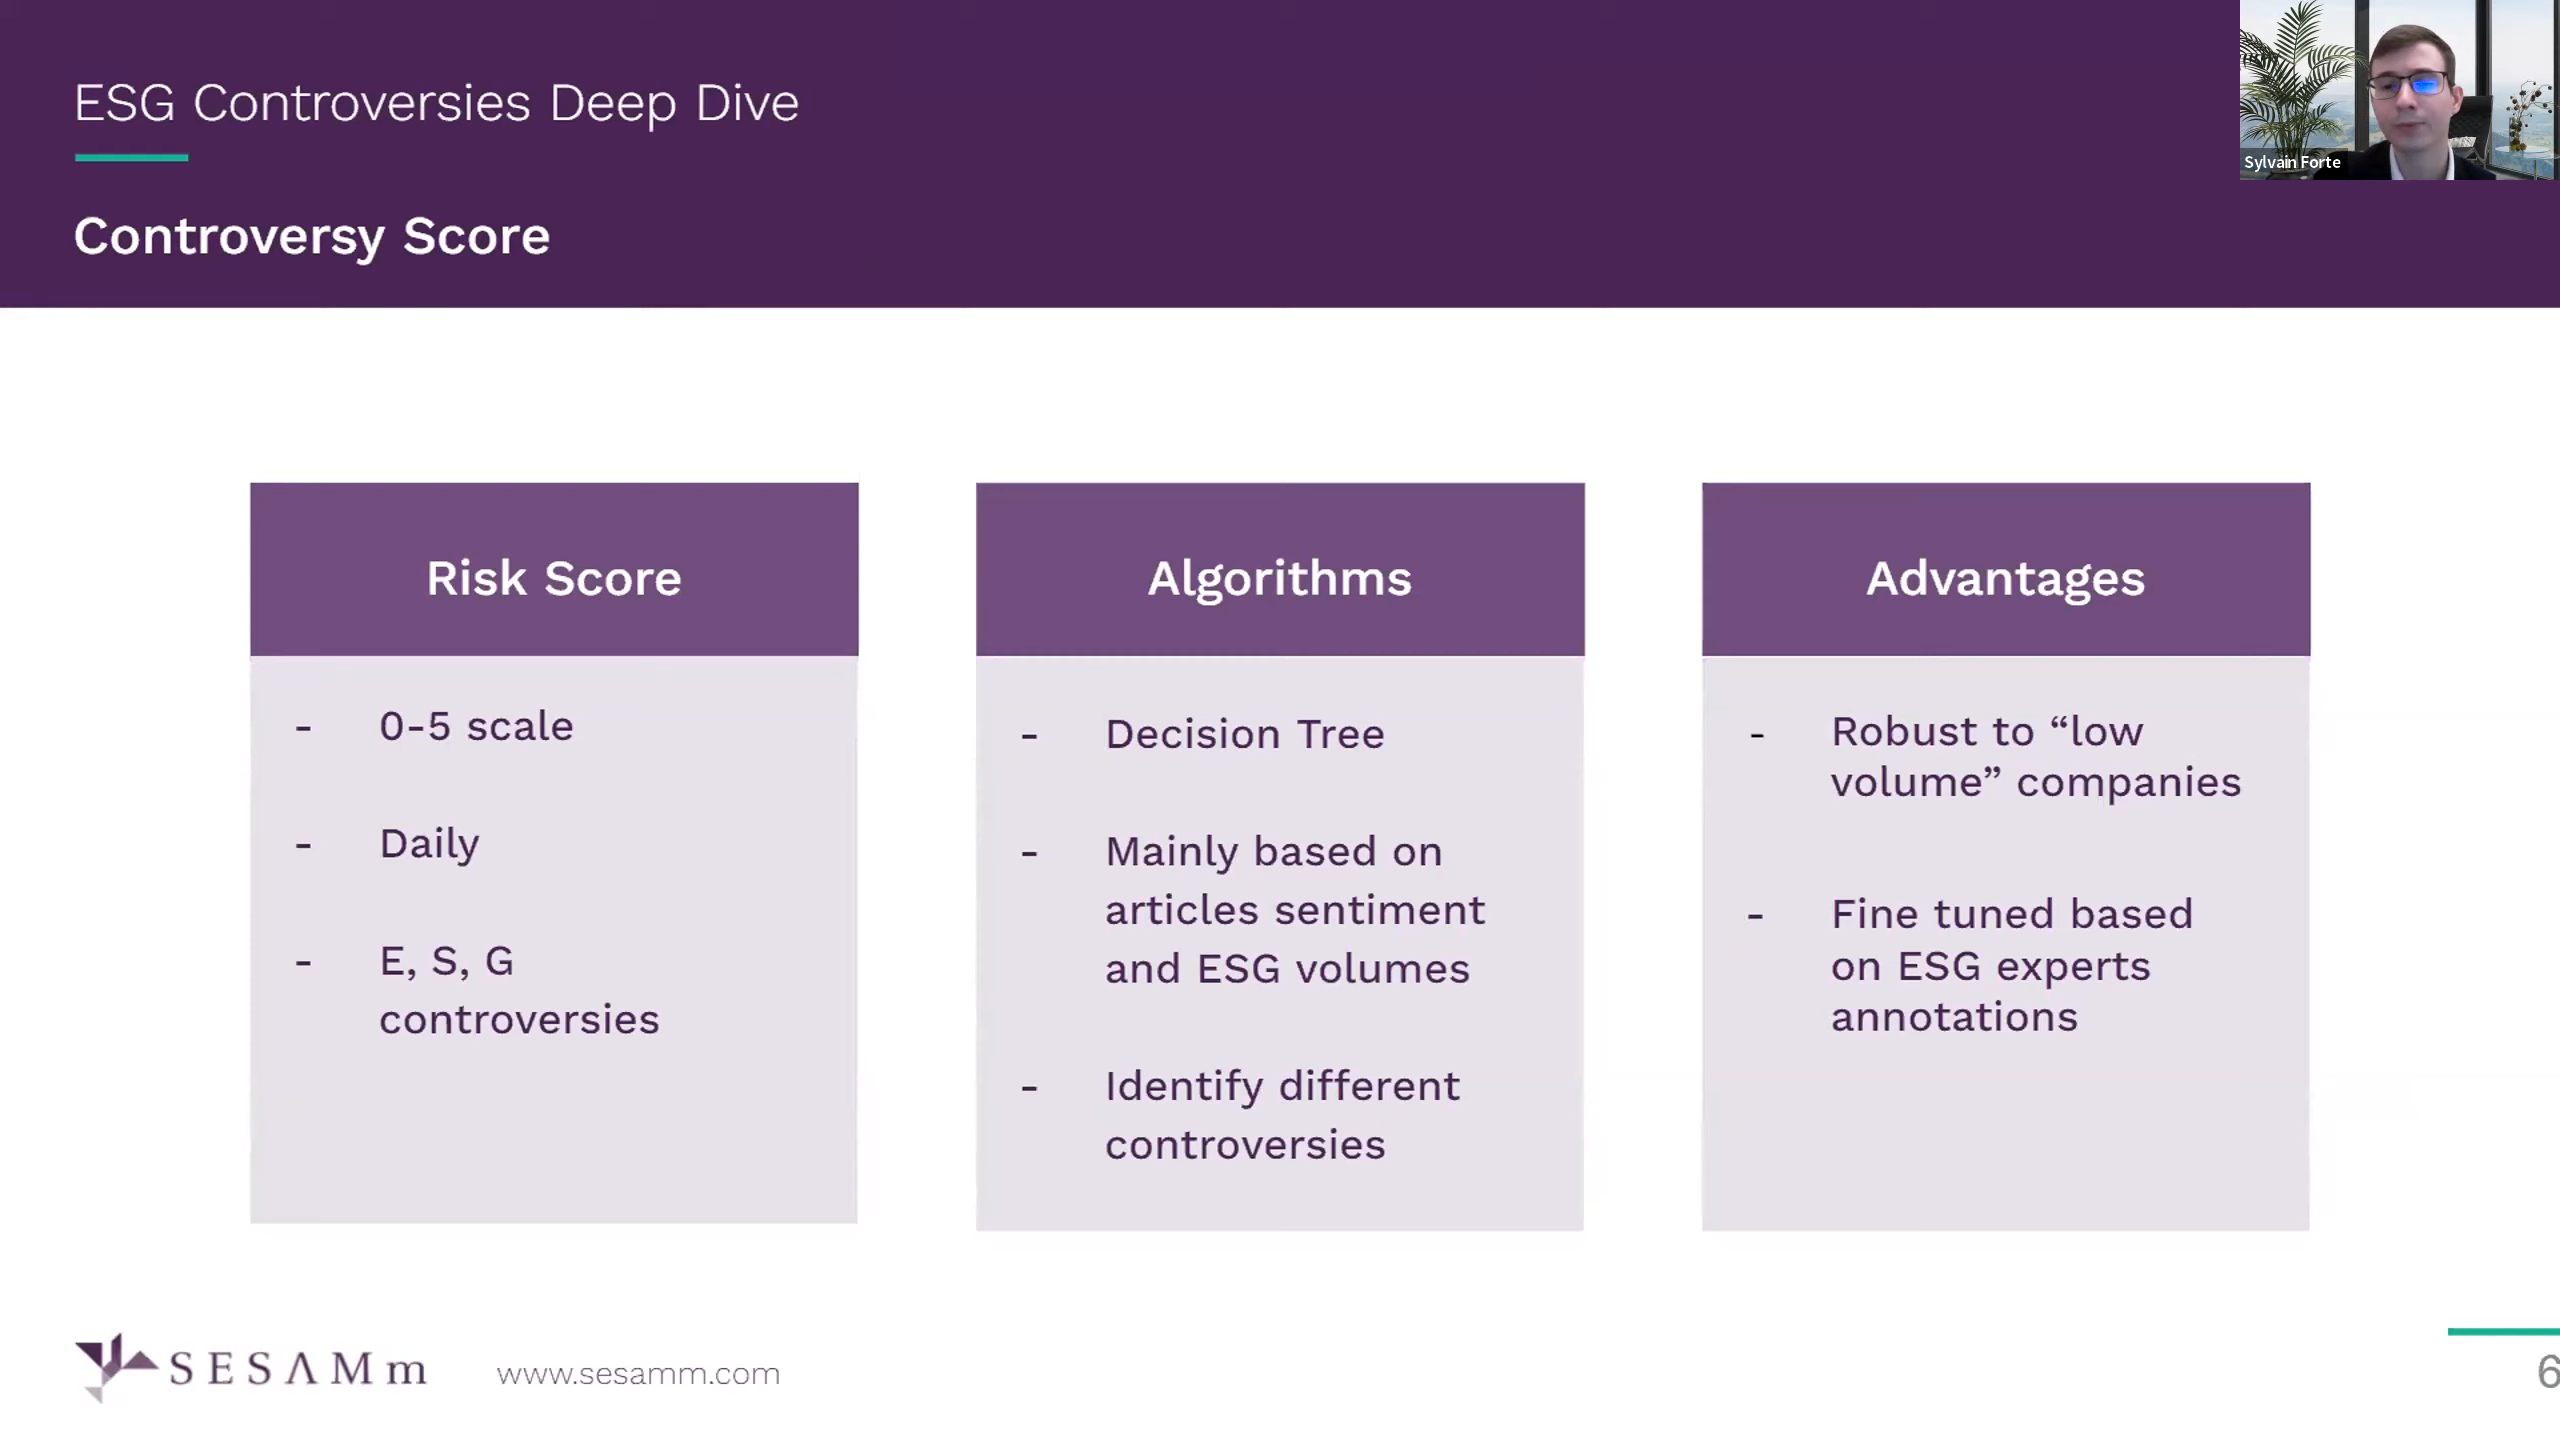 ESG Controversies Deep Dive
Sylvain Forte
Controversy Score
Risk Score
- 0-5 scale
- Daily
- E, S, G
controversies
Algorithms
- Decision Tree
- Mainly based on
articles sentiment
and ESG volumes
- Identify different
controversies
Advantages
- Robust to “low
volume” companies
- Fine tuned based
on ESG experts
annotations
SESΛMm
www.sesamm.com
6